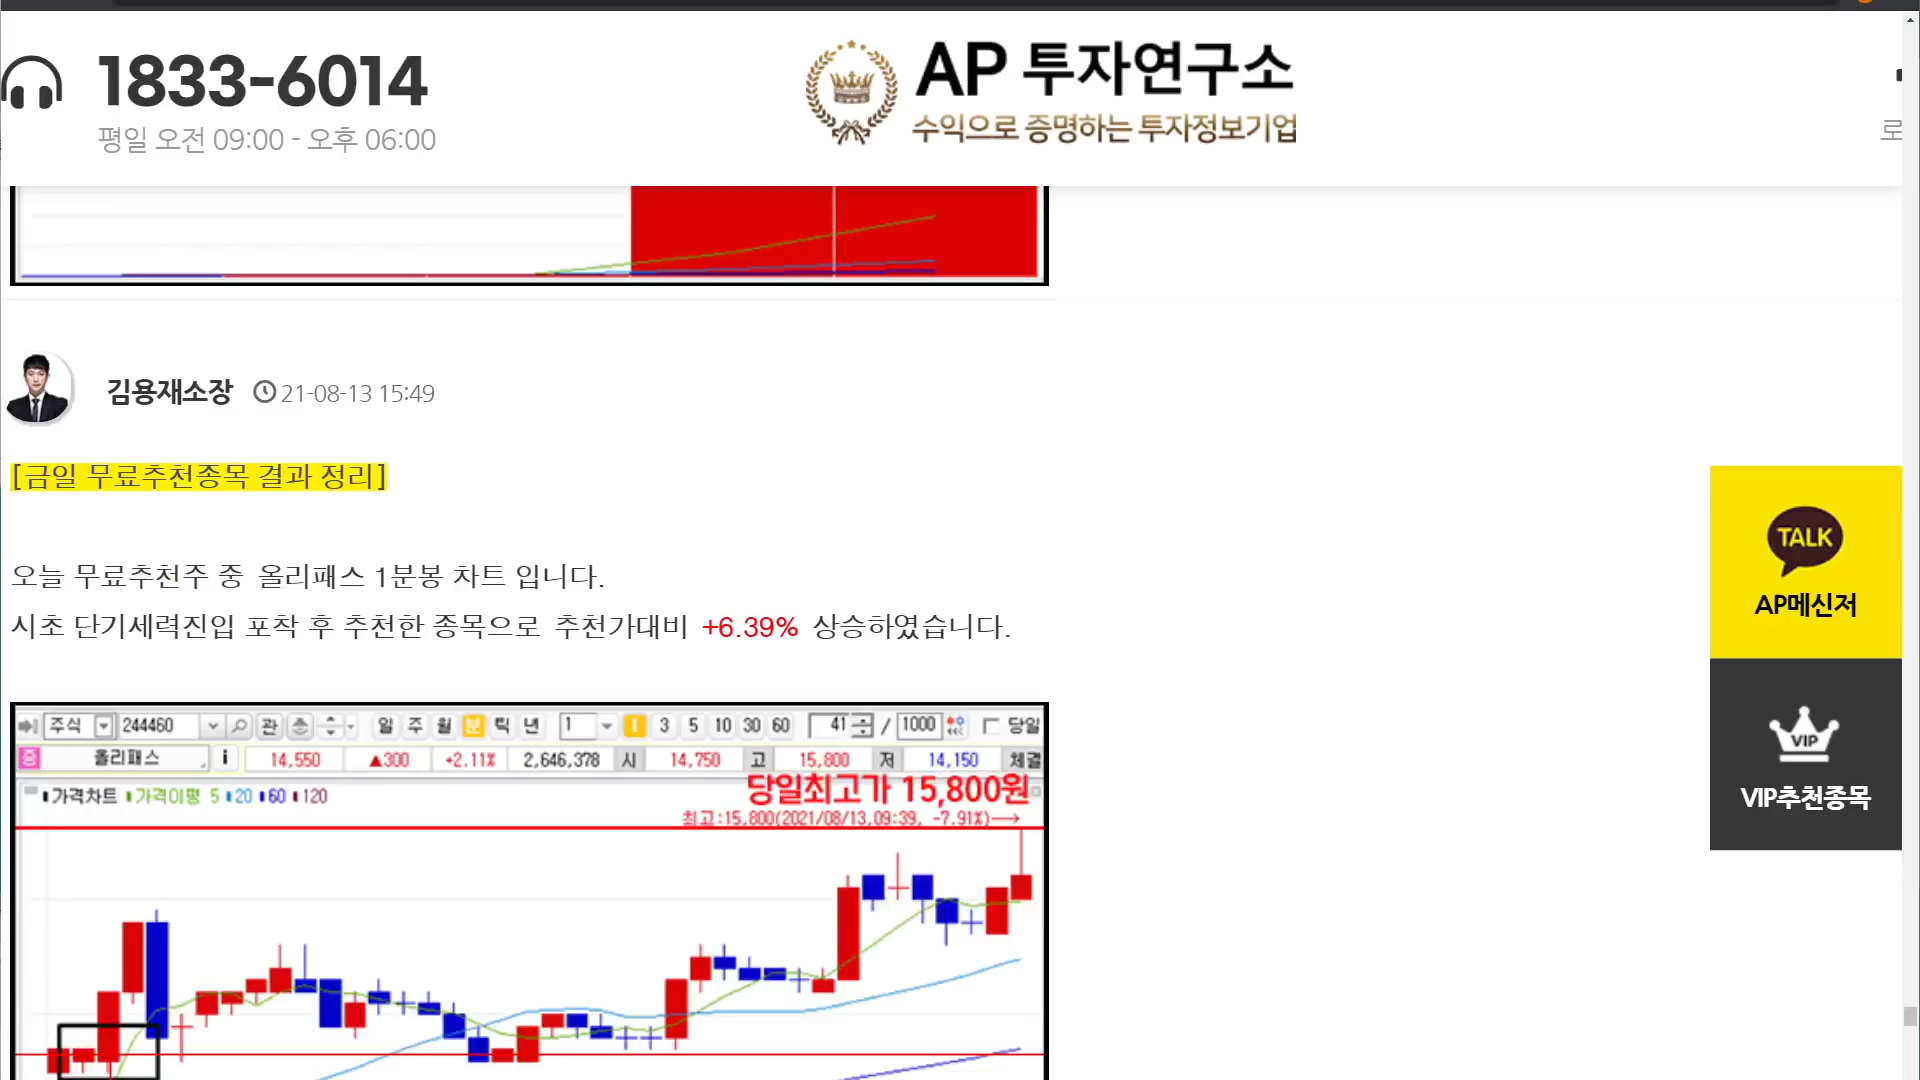 1833-6014
평일 오전 09:00 - 오후 06:00
AP 투자연구소
수익으로 증명하는 투자정보기업
로
김용재소장 21-08-13 15:49
[금일 무료추천종목 결과 정리]
오늘 무료추천주 중 올리패스 1분봉 차트 입니다.
시초 단기세력진입 포착 후 추천한 종목으로 추천가대비 +6.39% 상승하였습니다.
TALK
AP메신저
VIP
VIP추천종목
주식 244460 관 일 주 월 분 틱 년 1 1 3 5 10 30 60 41 / 1000 당일
증 올리패스 i 14,550 ▲300 +2.11% 2,646,378 시 14,750 고 15,800 저 14,150 체결
가격차트 가격이평 5 20 60 120
당일최고가 15,800원
최고:15,800(2021/08/13,09:39, -7.91%)→